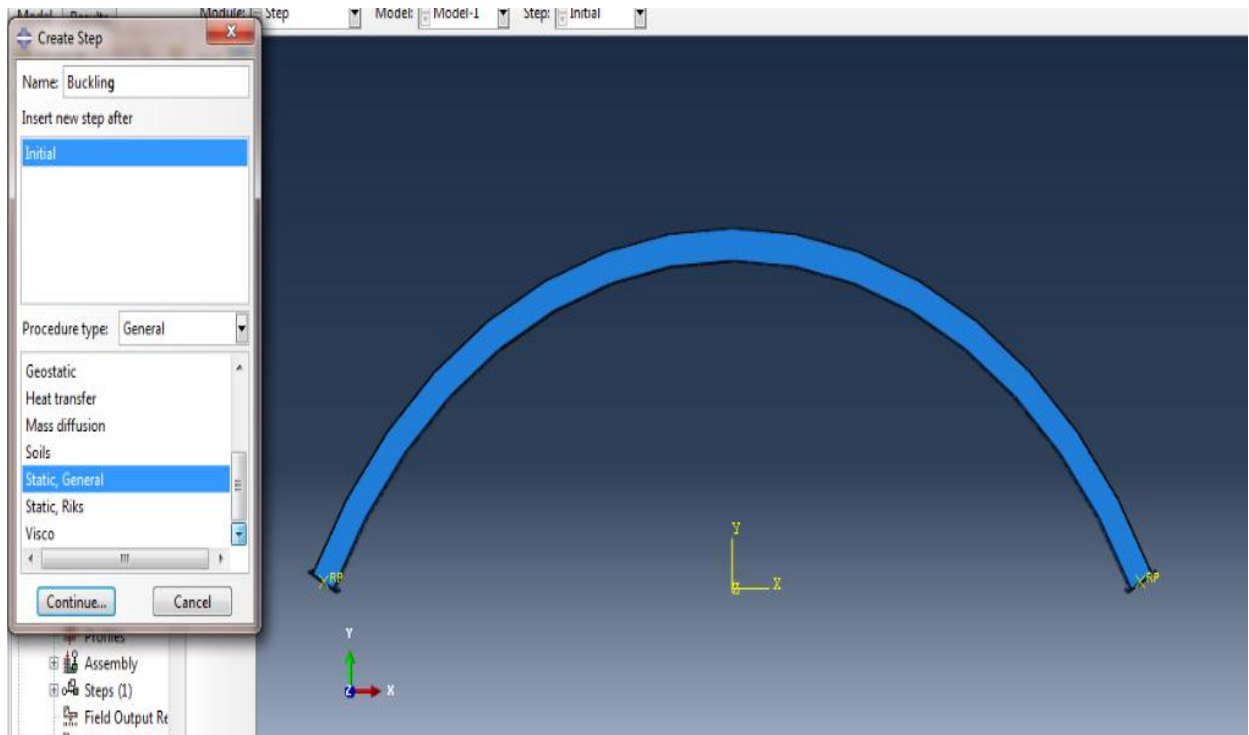 Model Results Module: Step Model: Model-1 Step: Initial
Create Step
Name: Buckling
Insert new step after
Initial
Procedure type: General
Geostatic
Heat transfer
Mass diffusion
Soils
Static, General
Static, Riks
Visco
Continue... Cancel
Profiles
Assembly
Steps (1)
Field Output Re
Y
X
RP
RP
Y
Z
X